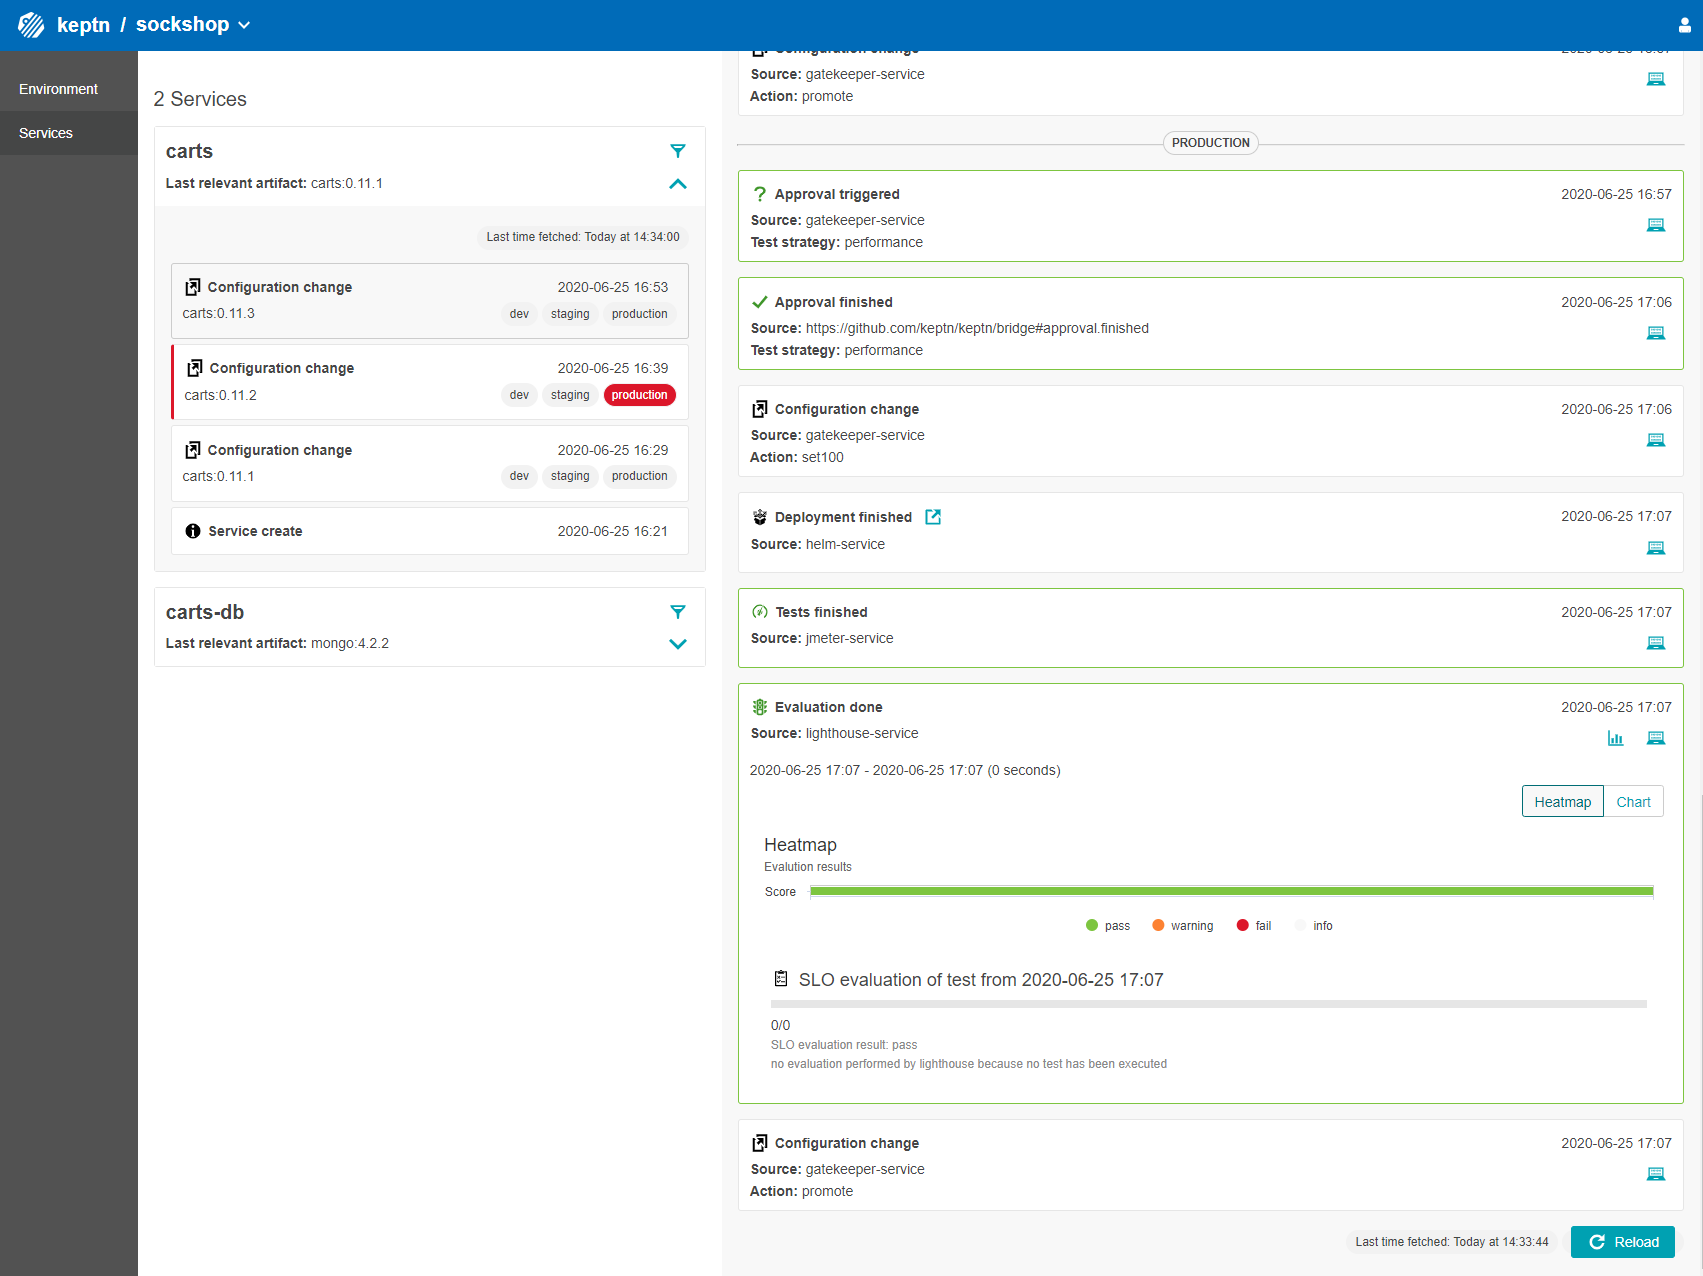 keptn / sockshop
Environment
Services
2 Services
carts
Last relevant artifact: carts:0.11.1
Last time fetched: Today at 14:34:00
Configuration change 2020-06-25 16:53
carts:0.11.3 dev staging production
Configuration change 2020-06-25 16:39
carts:0.11.2 dev staging production
Configuration change 2020-06-25 16:29
carts:0.11.1 dev staging production
Service create 2020-06-25 16:21
carts-db
Last relevant artifact: mongo:4.2.2
Configuration change
Source: gatekeeper-service
Action: promote
PRODUCTION
Approval triggered 2020-06-25 16:57
Source: gatekeeper-service
Test strategy: performance
Approval finished 2020-06-25 17:06
Source: https://github.com/keptn/keptn/bridge#approval.finished
Test strategy: performance
Configuration change 2020-06-25 17:06
Source: gatekeeper-service
Action: set100
Deployment finished 2020-06-25 17:07
Source: helm-service
Tests finished 2020-06-25 17:07
Source: jmeter-service
Evaluation done 2020-06-25 17:07
Source: lighthouse-service
2020-06-25 17:07 - 2020-06-25 17:07 (0 seconds)
Heatmap Chart
Heatmap
Evalution results
Score
pass warning fail info
SLO evaluation of test from 2020-06-25 17:07
0/0
SLO evaluation result: pass
no evaluation performed by lighthouse because no test has been executed
Configuration change 2020-06-25 17:07
Source: gatekeeper-service
Action: promote
Last time fetched: Today at 14:33:44 Reload